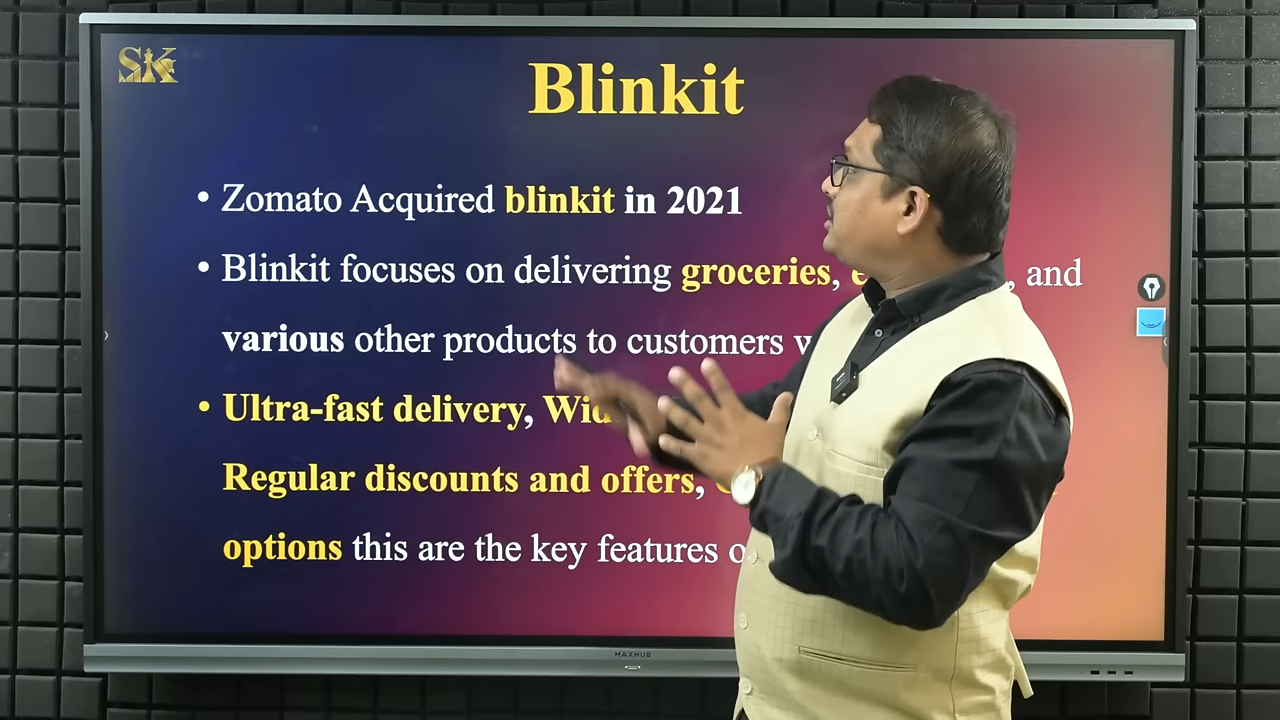 SK
Blinkit
• Zomato Acquired blinkit in 2021
• Blinkit focuses on delivering groceries, , and
various other products to customers
• Ultra-fast delivery,
Regular discounts and offers,
options this are the key features
MAXHUB